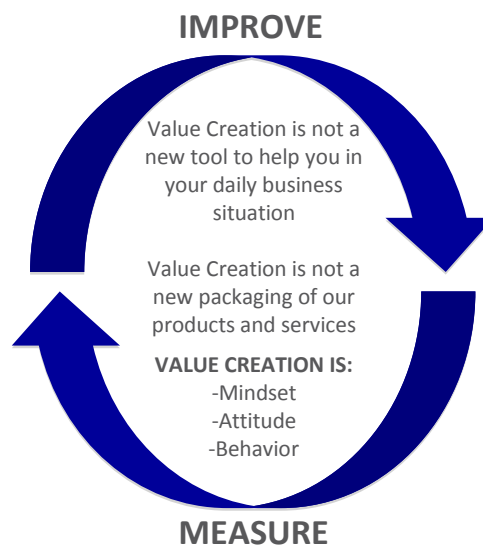 IMPROVE
Value Creation is not a
new tool to help you in
your daily business
situation
Value Creation is not a
new packaging of our
products and services
VALUE CREATION IS:
-Mindset
-Attitude
-Behavior
MEASURE